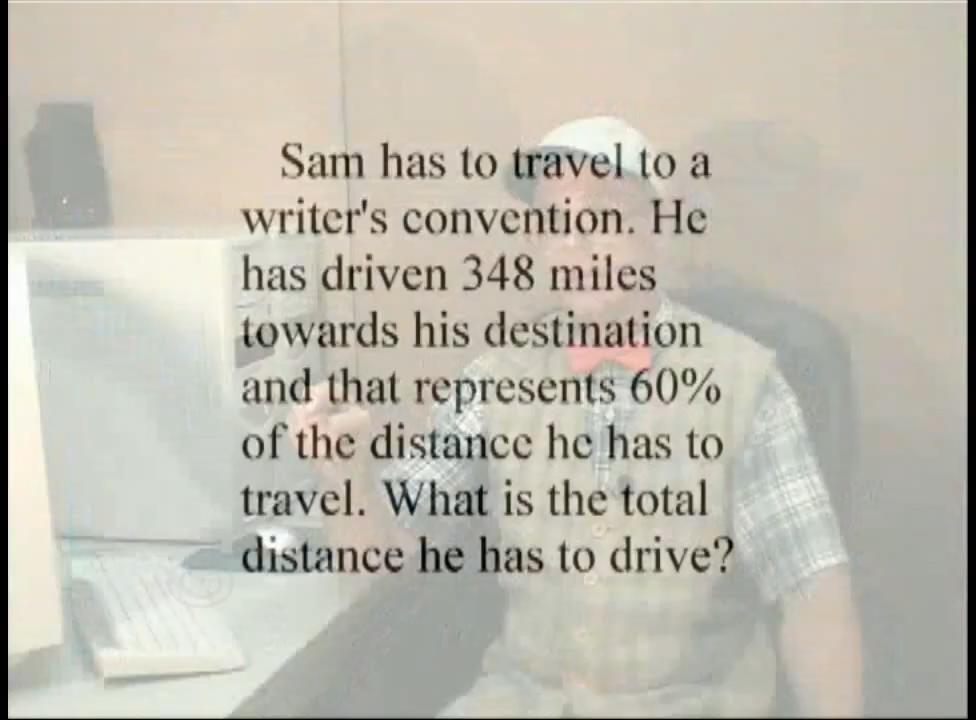 Sam has to travel to a
writer's convention. He
has driven 348 miles
towards his destination
and that represents 60%
of the distance he has to
travel. What is the total
distance he has to drive?